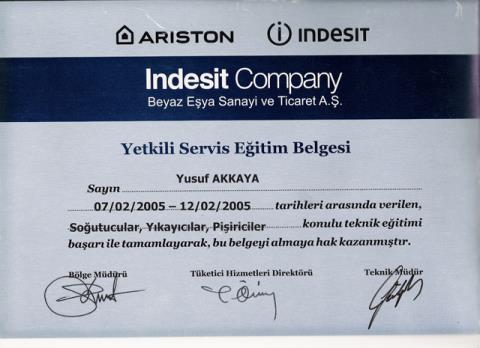 ARISTON indesit
Indesit Company
Beyaz Eşya Sanayi ve Ticaret A.Ş.
Yetkili Servis Eğitim Belgesi
Sayın Yusuf AKKAYA
07/02/2005 – 12/02/2005 tarihleri arasında verilen,
Soğutucular, Yıkayıcılar, Pişiriciler konulu teknik eğitimi
başarı ile tamamlayarak, bu belgeyi almaya hak kazanmıştır.
Bölge Müdürü Tüketici Hizmetleri Direktörü Teknik Müdür